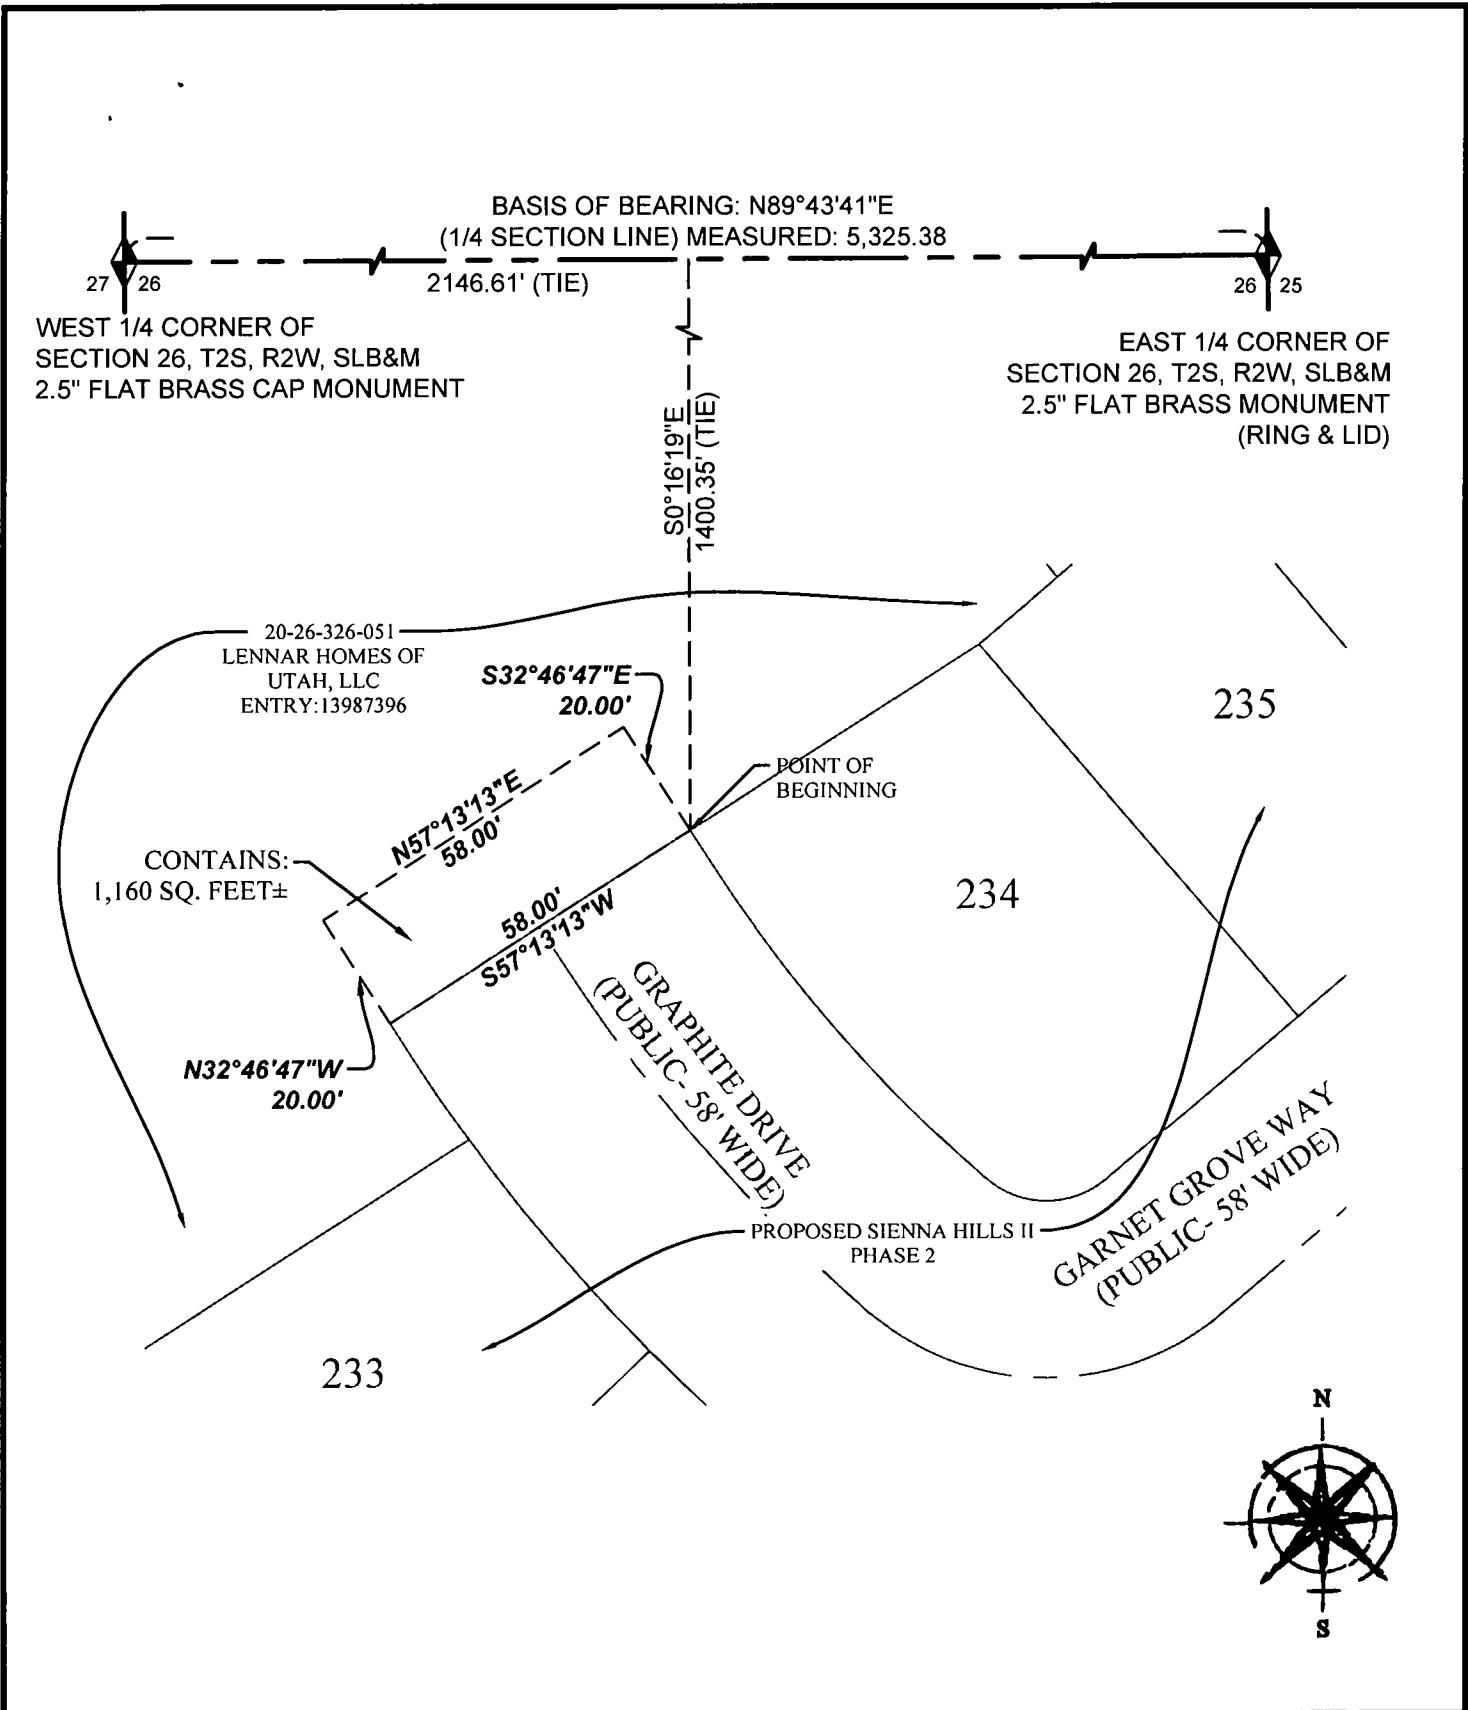 BASIS OF BEARING: N89°43'41"E
(1/4 SECTION LINE) MEASURED: 5,325.38
2146.61' (TIE)
27 26
26 25
WEST 1/4 CORNER OF
SECTION 26, T2S, R2W, SLB&M
2.5" FLAT BRASS CAP MONUMENT
EAST 1/4 CORNER OF
SECTION 26, T2S, R2W, SLB&M
2.5" FLAT BRASS MONUMENT
(RING & LID)
S0°16'19"E
1400.35' (TIE)
20-26-326-051
LENNAR HOMES OF
UTAH, LLC
ENTRY:13987396
S32°46'47"E
20.00'
235
POINT OF
BEGINNING
N57°13'13"E
58.00'
CONTAINS:
1,160 SQ. FEET±
234
58.00'
S57°13'13"W
GRAPHITE DRIVE
(PUBLIC- 58' WIDE)
N32°46'47"W
20.00'
GARNET GROVE WAY
(PUBLIC- 58' WIDE)
PROPOSED SIENNA HILLS II
PHASE 2
233
N
S